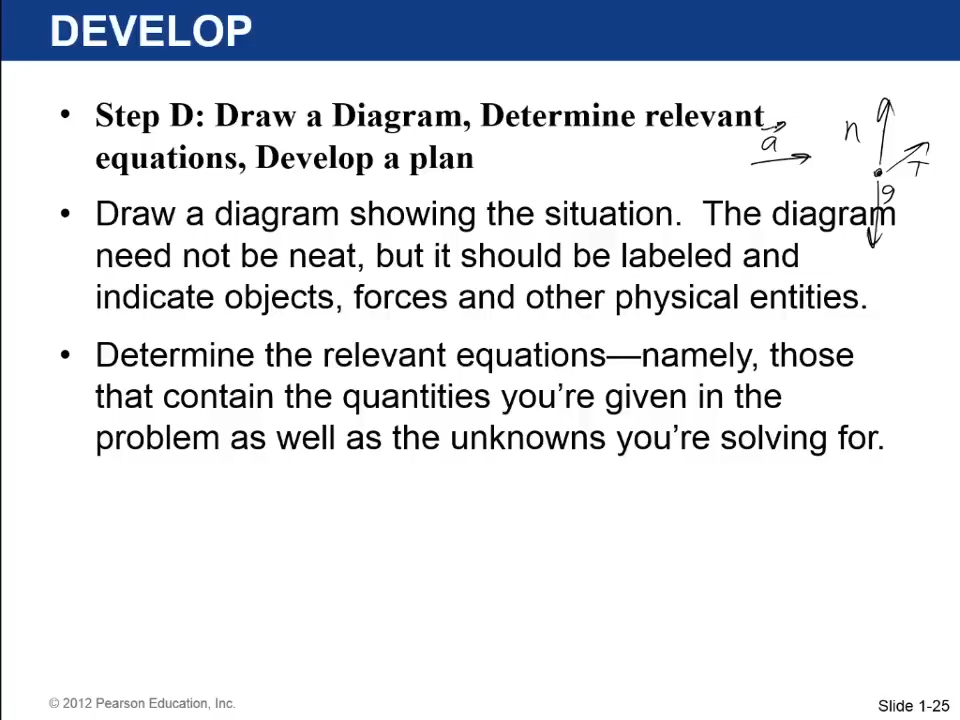 DEVELOP
• Step D: Draw a Diagram, Determine relevant
equations, Develop a plan
a
n
T
g
• Draw a diagram showing the situation. The diagram
need not be neat, but it should be labeled and
indicate objects, forces and other physical entities.
• Determine the relevant equations—namely, those
that contain the quantities you’re given in the
problem as well as the unknowns you’re solving for.
© 2012 Pearson Education, Inc.
Slide 1-25